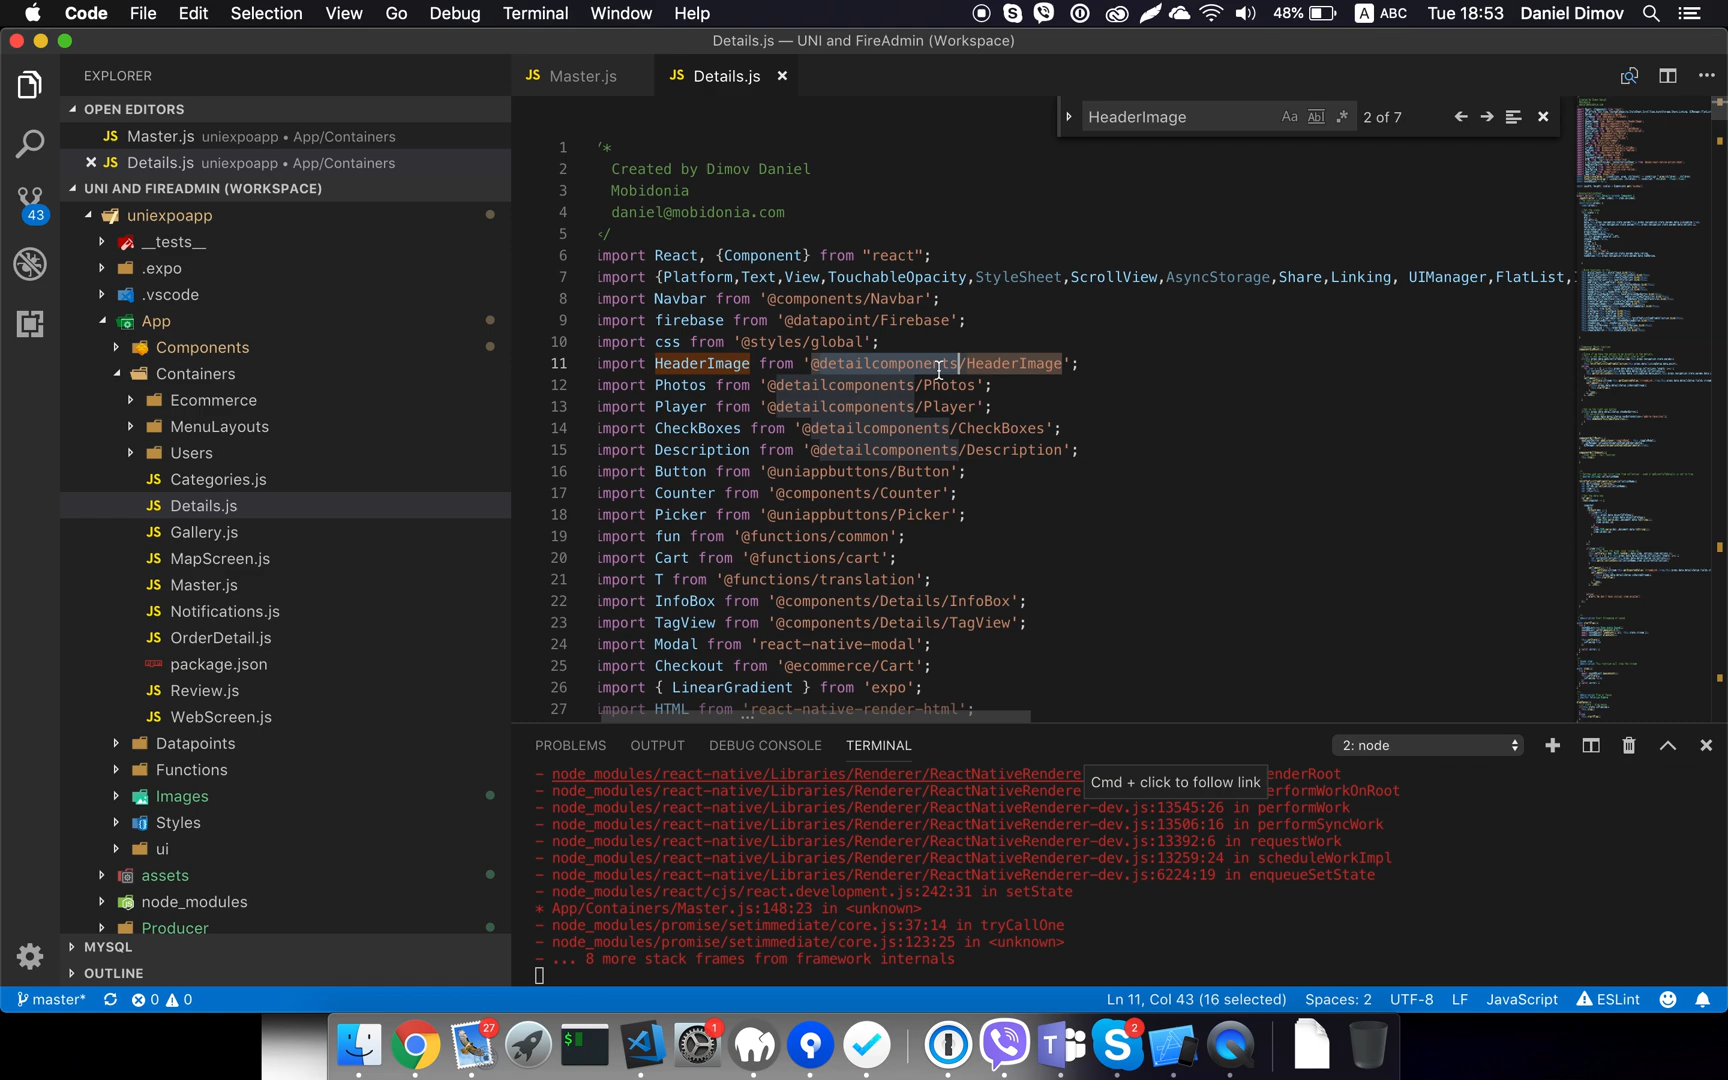 Code File Edit Selection View Go Debug Terminal Window Help 48% A ABC Tue 18:53 Daniel Dimov
Details.js — UNI and FireAdmin (Workspace)
EXPLORER
OPEN EDITORS
JS Master.js uniexpoapp • App/Containers
JS Details.js uniexpoapp • App/Containers
UNI AND FIREADMIN (WORKSPACE)
43
uniexpoapp
__tests__
.expo
.vscode
App
Components
Containers
Ecommerce
MenuLayouts
Users
JS Categories.js
JS Details.js
JS Gallery.js
JS MapScreen.js
JS Master.js
JS Notifications.js
JS OrderDetail.js
package.json
JS Review.js
JS WebScreen.js
Datapoints
Functions
Images
Styles
ui
assets
node_modules
Producer
MYSQL
OUTLINE
JS Master.js JS Details.js
HeaderImage Aa Abl .* 2 of 7
1 /*
2 Created by Dimov Daniel
3 Mobidonia
4 daniel@mobidonia.com
5 */
6 import React, {Component} from "react";
7 import {Platform,Text,View,TouchableOpacity,StyleSheet,ScrollView,AsyncStorage,Share,Linking, UIManager,FlatList,
8 import Navbar from '@components/Navbar';
9 import firebase from '@datapoint/Firebase';
10 import css from '@styles/global';
11 import HeaderImage from '@detailcomponents/HeaderImage';
12 import Photos from '@detailcomponents/Photos';
13 import Player from '@detailcomponents/Player';
14 import CheckBoxes from '@detailcomponents/CheckBoxes';
15 import Description from '@detailcomponents/Description';
16 import Button from '@uniappbuttons/Button';
17 import Counter from '@components/Counter';
18 import Picker from '@uniappbuttons/Picker';
19 import fun from '@functions/common';
20 import Cart from '@functions/cart';
21 import T from '@functions/translation';
22 import InfoBox from '@components/Details/InfoBox';
23 import TagView from '@components/Details/TagView';
24 import Modal from 'react-native-modal';
25 import Checkout from '@ecommerce/Cart';
26 import { LinearGradient } from 'expo';
27 import HTML from 'react-native-render-html';
PROBLEMS OUTPUT DEBUG CONSOLE TERMINAL 2: node
- node_modules/react-native/Libraries/Renderer/ReactNativeRendere enderRoot
Cmd + click to follow link
- node_modules/react-native/Libraries/Renderer/ReactNativeRendere erformWorkOnRoot
- node_modules/react-native/Libraries/Renderer/ReactNativeRenderer-dev.js:13545:26 in performWork
- node_modules/react-native/Libraries/Renderer/ReactNativeRenderer-dev.js:13506:16 in performSyncWork
- node_modules/react-native/Libraries/Renderer/ReactNativeRenderer-dev.js:13392:6 in requestWork
- node_modules/react-native/Libraries/Renderer/ReactNativeRenderer-dev.js:13259:24 in scheduleWorkImpl
- node_modules/react-native/Libraries/Renderer/ReactNativeRenderer-dev.js:6224:19 in enqueueSetState
- node_modules/react/cjs/react.development.js:242:31 in setState
* App/Containers/Master.js:148:23 in <unknown>
- node_modules/promise/setimmediate/core.js:37:14 in tryCallOne
- node_modules/promise/setimmediate/core.js:123:25 in <unknown>
- ... 8 more stack frames from framework internals
master* 0 0 Ln 11, Col 43 (16 selected) Spaces: 2 UTF-8 LF JavaScript ESLint
27 1 2